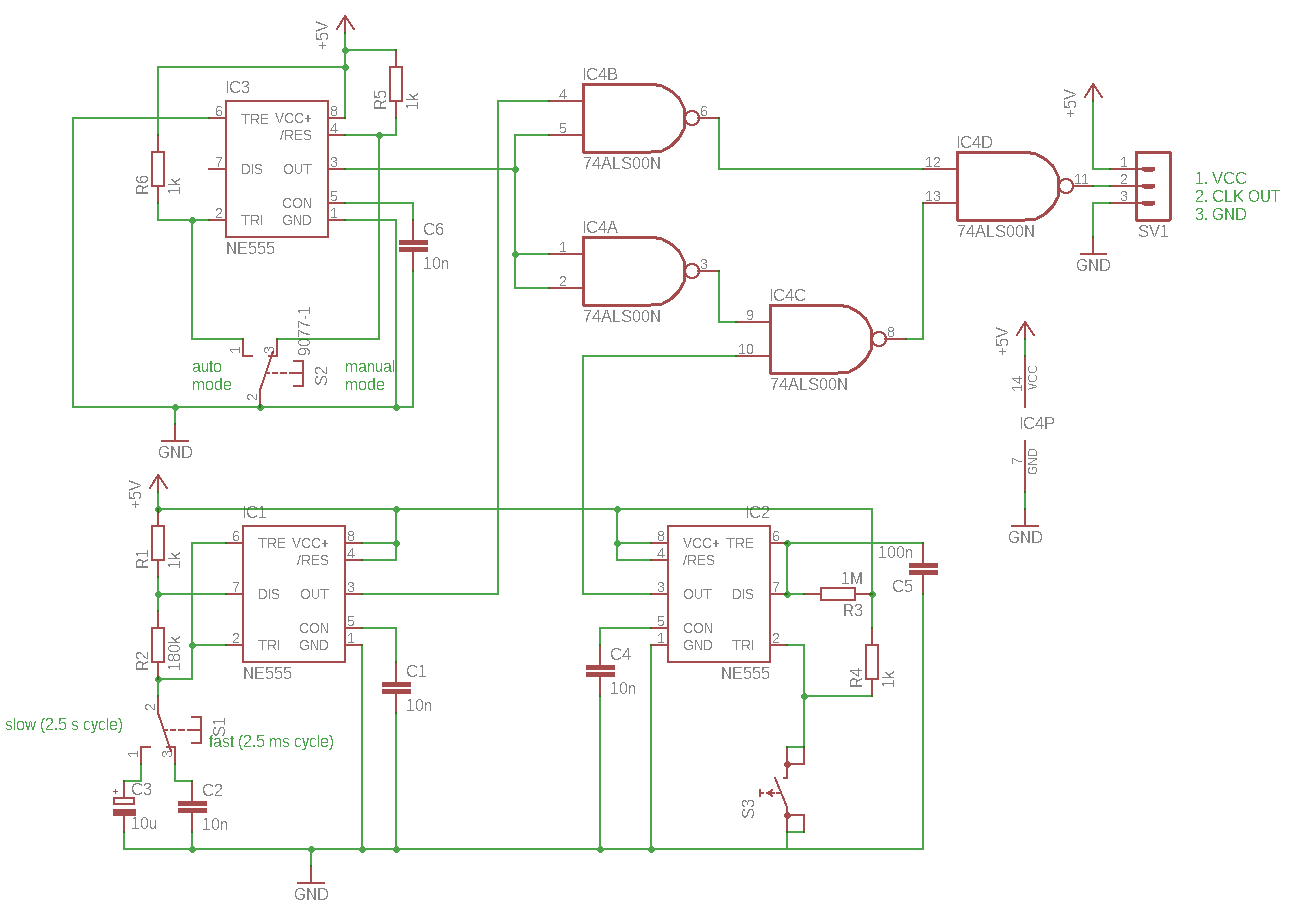 +5V
IC3
R5
1k
6
TRE
VCC+
8
/RES
4
R6
1k
7
DIS
OUT
3
CON
5
2
TRI
GND
1
NE555
C6
10n
auto
mode
1
3
2
9077-1
S2
manual
mode
GND
IC4B
4
5
6
74ALS00N
IC4A
1
2
3
74ALS00N
IC4C
9
10
8
74ALS00N
IC4D
12
13
11
74ALS00N
+5V
1
2
3
SV1
GND
1. VCC
2. CLK OUT
3. GND
+5V
14
VCC
IC4P
7
GND
GND
+5V
R1
1k
R2
180k
IC1
6
TRE
VCC+
8
/RES
4
7
DIS
OUT
3
CON
5
2
TRI
GND
1
NE555
C1
10n
slow (2.5 s cycle)
2
1
3
S1
fast (2.5 ms cycle)
C3
+
10u
C2
10n
GND
IC2
8
VCC+
TRE
6
4
/RES
3
OUT
DIS
7
5
CON
1
GND
TRI
2
NE555
C4
10n
1M
R3
R4
1k
100n
C5
S3